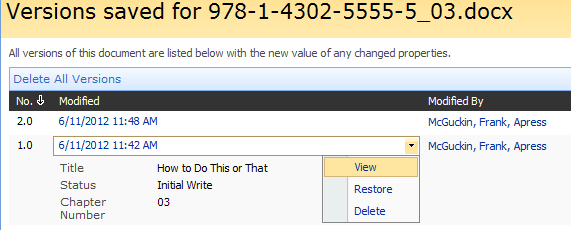 Versions saved for 978-1-4302-5555-5_03.docx
All versions of this document are listed below with the new value of any changed properties.
Delete All Versions
No. Modified Modified By
2.0 6/11/2012 11:48 AM McGuckin, Frank, Apress
1.0 6/11/2012 11:42 AM McGuckin, Frank, Apress
Title How to Do This or That View
Status Initial Write Restore
Chapter Number 03 Delete